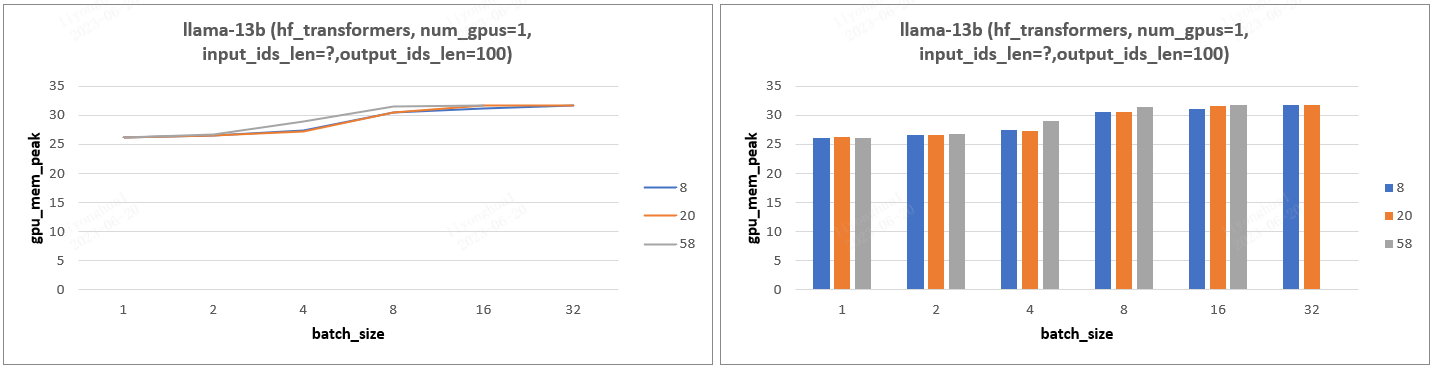 llama-13b (hf_transformers, num_gpus=1,
input_ids_len=?,output_ids_len=100)
35
30
25
20
15
10
5
0
gpu_mem_peak
1 2 4 8 16 32
batch_size
8
20
58
llama-13b (hf_transformers, num_gpus=1,
input_ids_len=?,output_ids_len=100)
35
30
25
20
15
10
5
0
gpu_mem_peak
1 2 4 8 16 32
batch_size
8
20
58